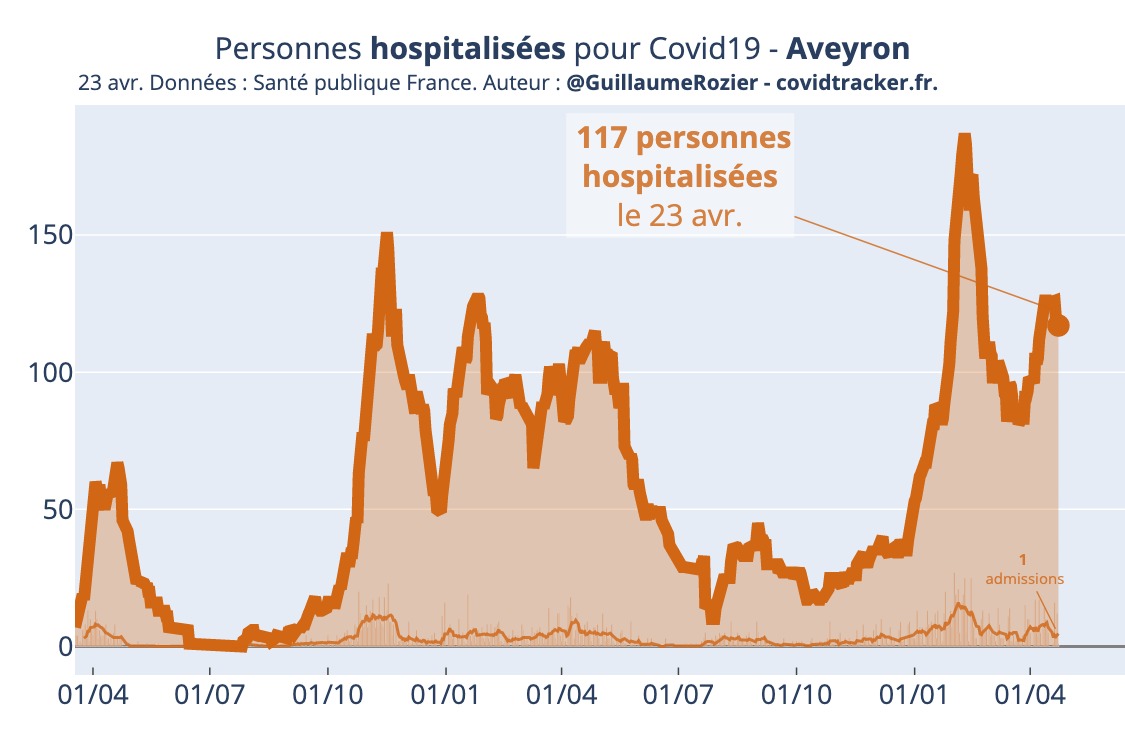 Personnes hospitalisées pour Covid19 - Aveyron
23 avr. Données : Santé publique France. Auteur : @GuillaumeRozier - covidtracker.fr.
117 personnes
hospitalisées
le 23 avr.
150
100
50
0
1
admissions
01/04 01/07 01/10 01/01 01/04 01/07 01/10 01/01 01/04